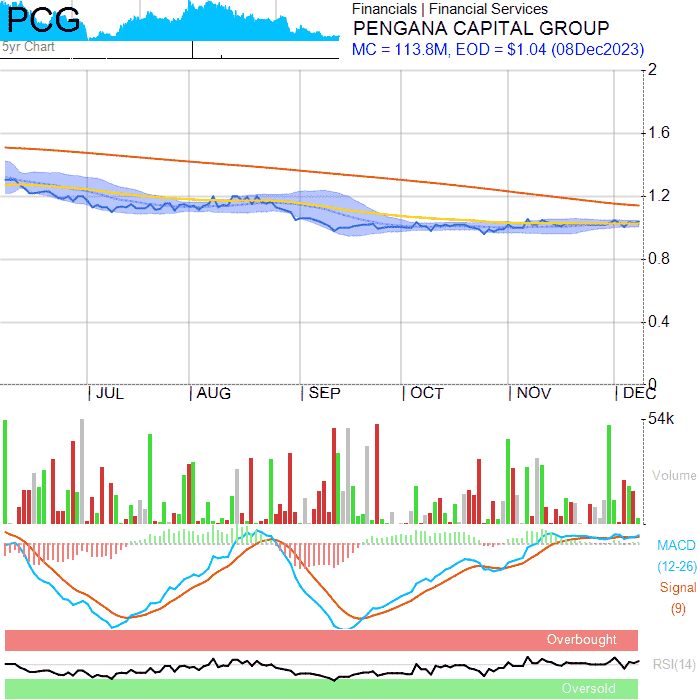 PCG
5yr Chart
Financials | Financial Services
PENGANA CAPITAL GROUP
MC = 113.8M, EOD = $1.04 (08Dec2023)
2
1.6
1.2
0.8
0.4
0
JUL
AUG
SEP
OCT
NOV
DEC
54k
Volume
MACD
(12-26)
Signal
(9)
Overbought
RSI(14)
Oversold